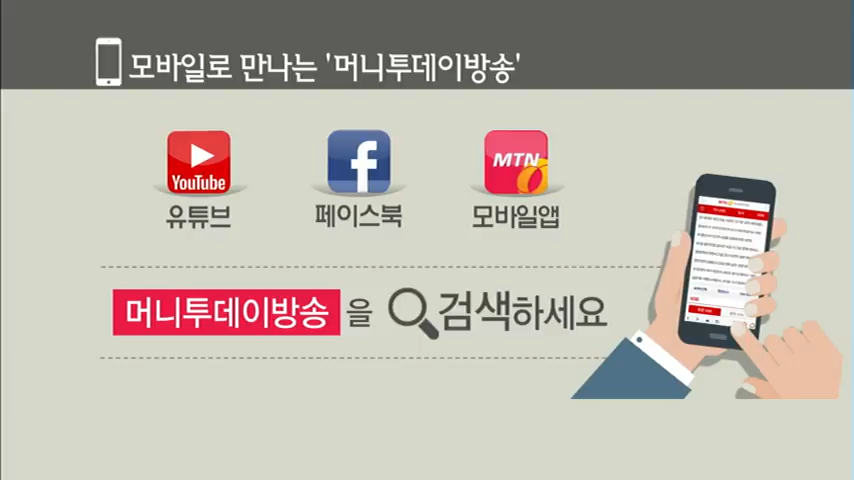 모바일로 만나는 '머니투데이방송'
YouTube
MTN
유튜브
페이스북
모바일앱
머니투데이방송을 검색하세요